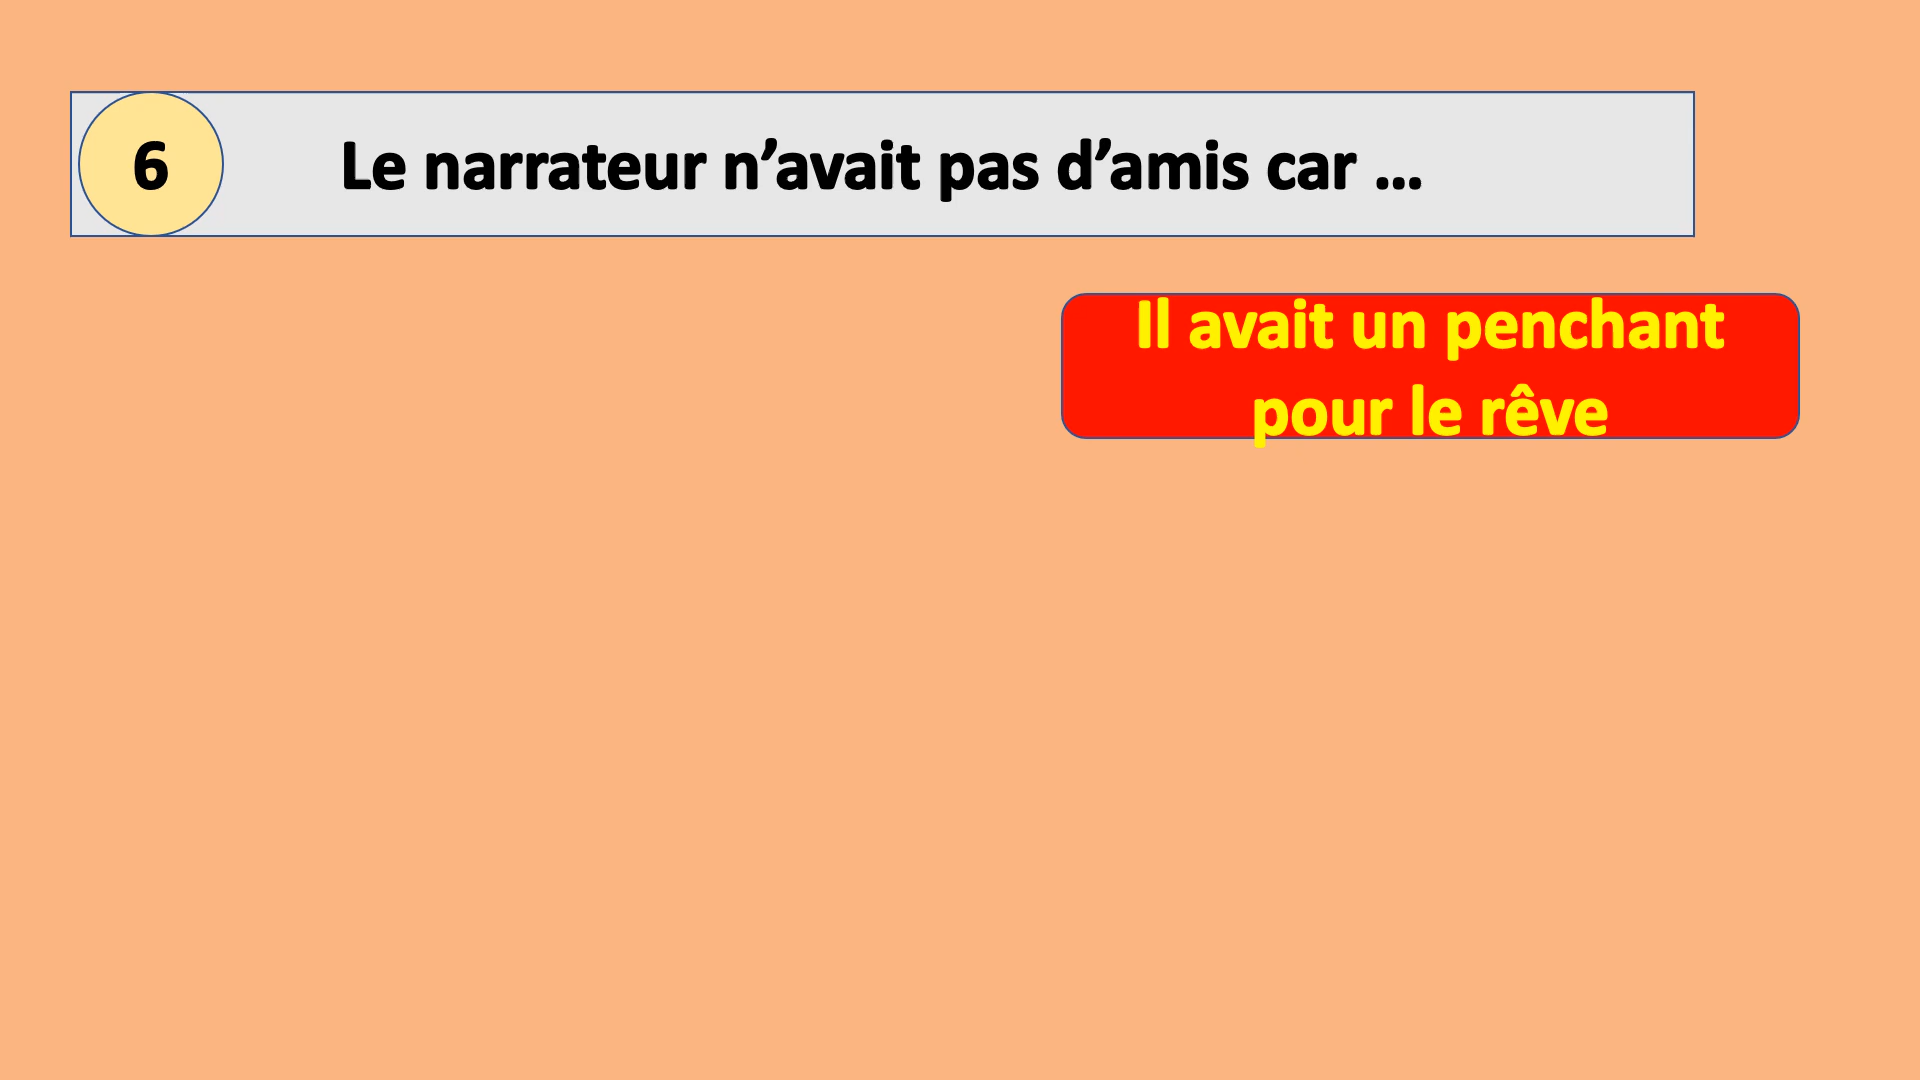 6
Le narrateur n’avait pas d’amis car ...
Il avait un penchant
pour le rêve